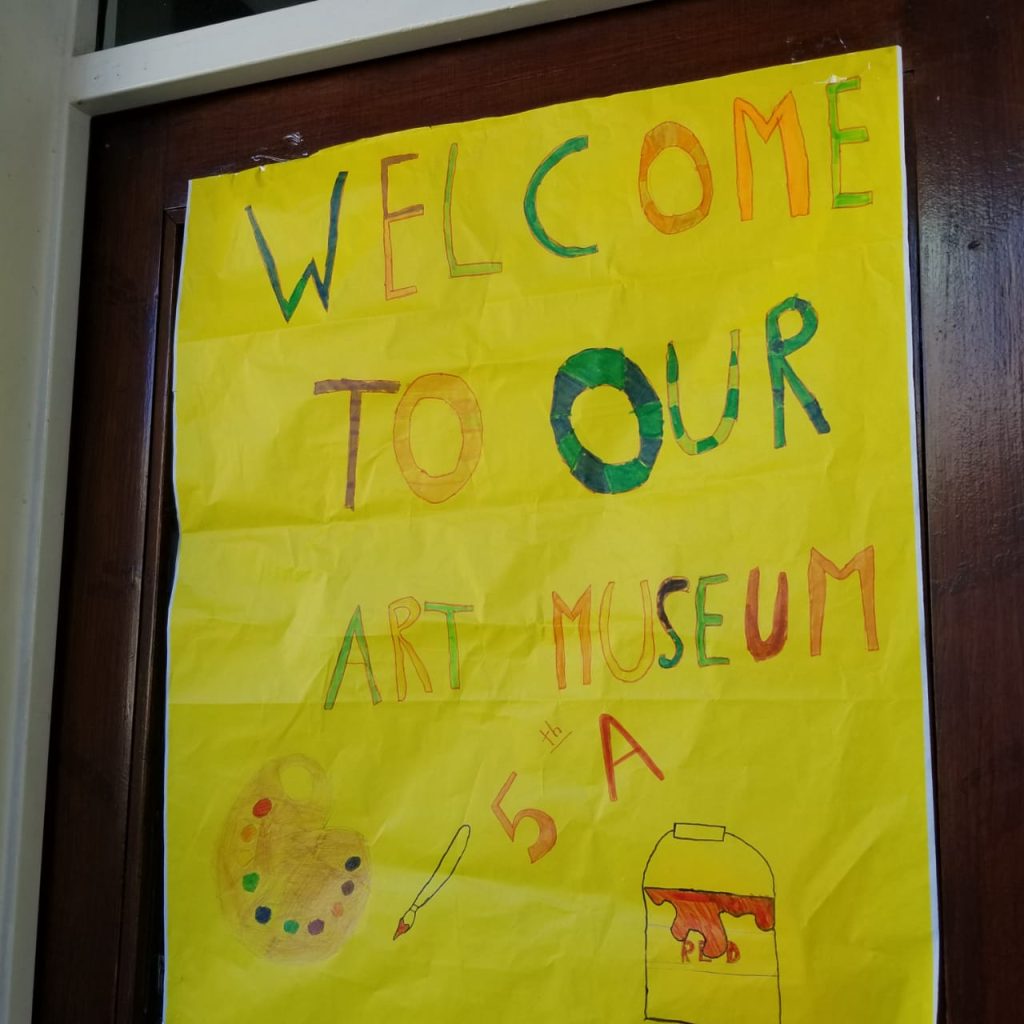 WELCOME
TO OUR
ART MUSEUM
5th A
RED